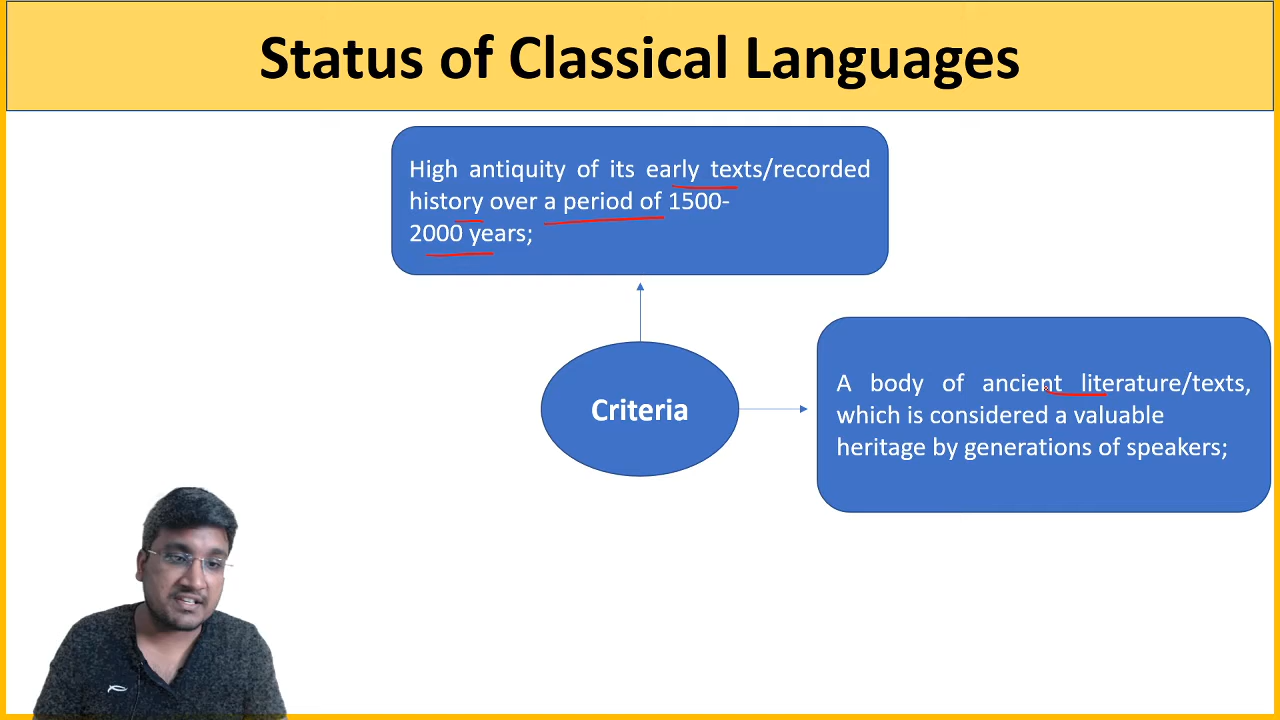 Status of Classical Languages
High antiquity of its early texts/recorded
history over a period of 1500-
2000 years;
Criteria
A body of ancient literature/texts,
which is considered a valuable
heritage by generations of speakers;